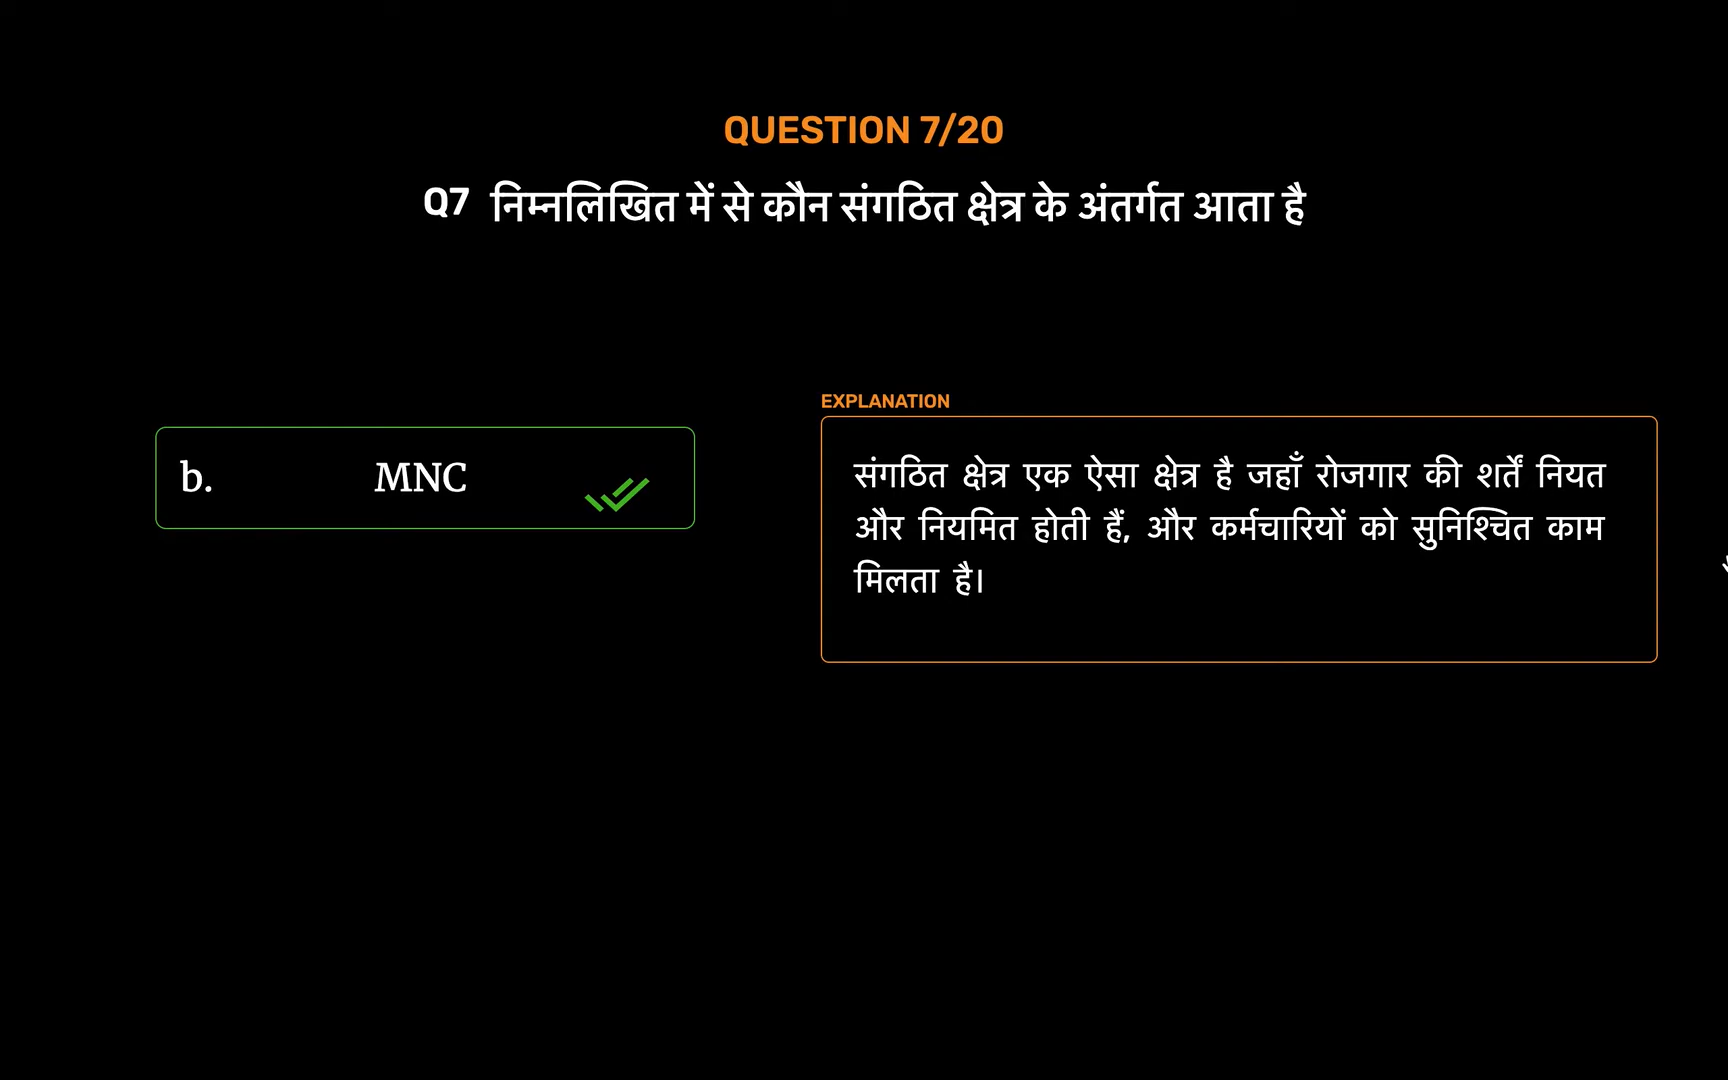 QUESTION 7/20
Q7 निम्नलिखित में से कौन संगठित क्षेत्र के अंतर्गत आता है
b. MNC
EXPLANATION
संगठित क्षेत्र एक ऐसा क्षेत्र है जहाँ रोजगार की शर्तें नियत
और नियमित होती हैं, और कर्मचारियों को सुनिश्चित काम
मिलता है।